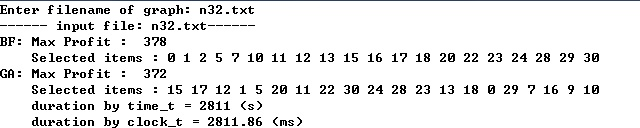 Enter filename of graph: n32.txt
------ input file: n32.txt------
BF: Max Profit :  378
    Selected items : 0 1 2 5 7 10 11 12 13 15 16 17 18 20 22 23 24 28 29 30
GA: Max Profit :  372
    Selected items : 15 17 12 1 5 20 11 22 30 24 28 23 13 18 0 29 7 16 9 10
    duration by time_t = 2811 (s)
    duration by clock_t = 2811.86 (ms)